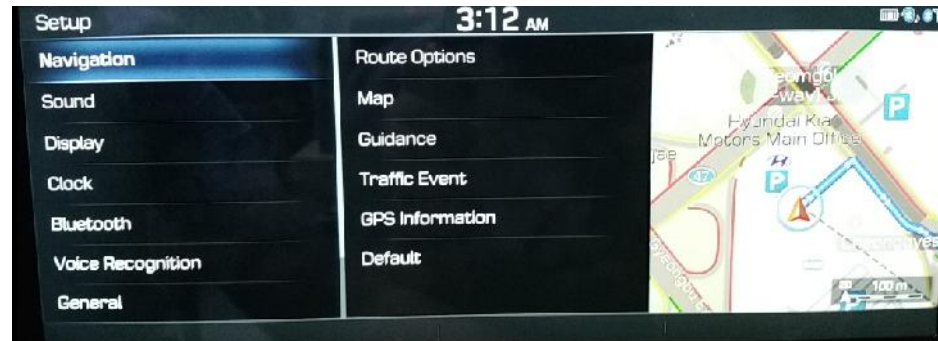 Setup
3:12 AM
Navigation
Sound
Display
Clock
Bluetooth
Voice Recognition
General
Route Options
Map
Guidance
Traffic Event
GPS Information
Default
Hyundai Kia
Motors Main Office
P
47
P
100 m